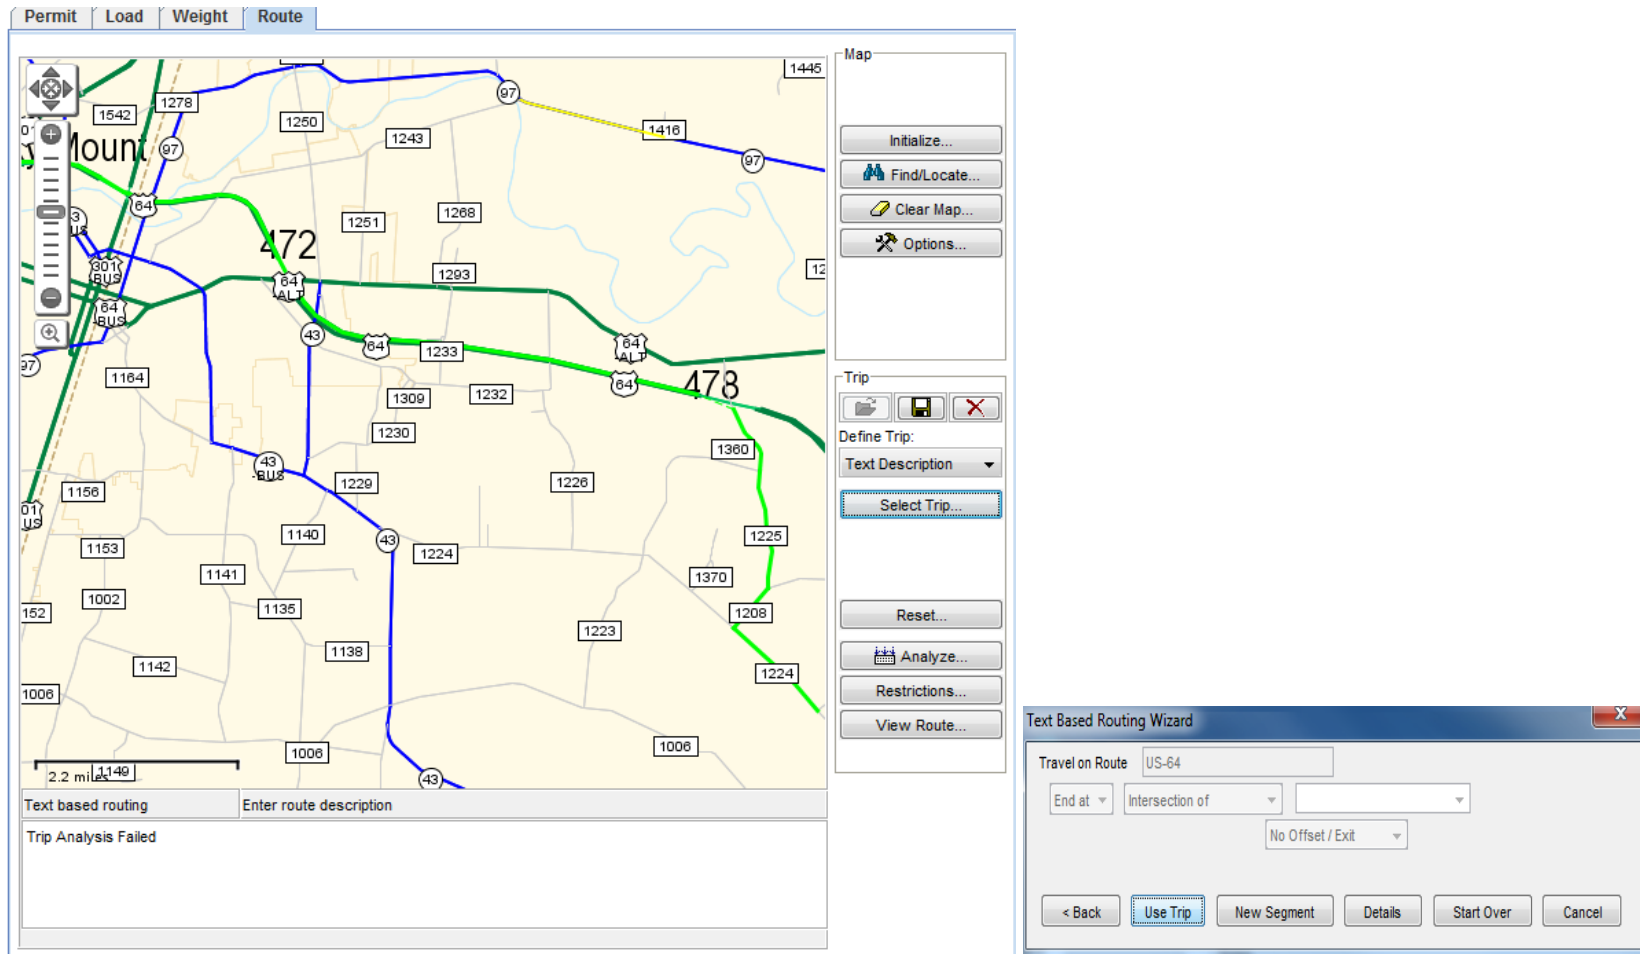 Permit Load Weight Route
Map
1445
97
1278
1542
1250
1416
1243
Mount
97
97
Initialize...
Find/Locate...
64
1251
1268
Clear Map...
472
Options...
301
BUS
1293
64
-ALT
12
64
-BUS
43
64
1233
64
-ALT
97
1164
64
478
Trip
1309
1232
1230
Define Trip:
1360
Text Description
43
-BUS
1156
1229
1226
Select Trip...
01
US
1140
1225
1153
43
1224
1141
1370
1002
1135
152
1208
Reset...
1223
1138
Analyze...
1142
1224
1006
Restrictions...
View Route...
1006
1006
2.2 miles
1149
43
Text based routing Enter route description
Trip Analysis Failed
Text Based Routing Wizard X
Travel on Route US-64
End at Intersection of
No Offset / Exit
< Back Use Trip New Segment Details Start Over Cancel